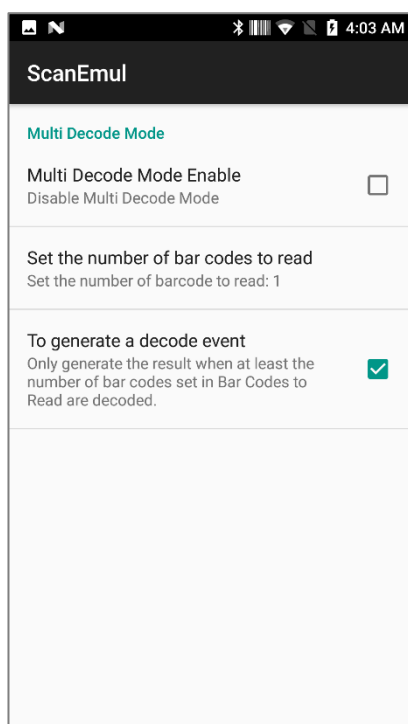 4:03 AM
ScanEmul
Multi Decode Mode
Multi Decode Mode Enable
Disable Multi Decode Mode
Set the number of bar codes to read
Set the number of barcode to read: 1
To generate a decode event
Only generate the result when at least the
number of bar codes set in Bar Codes to
Read are decoded.